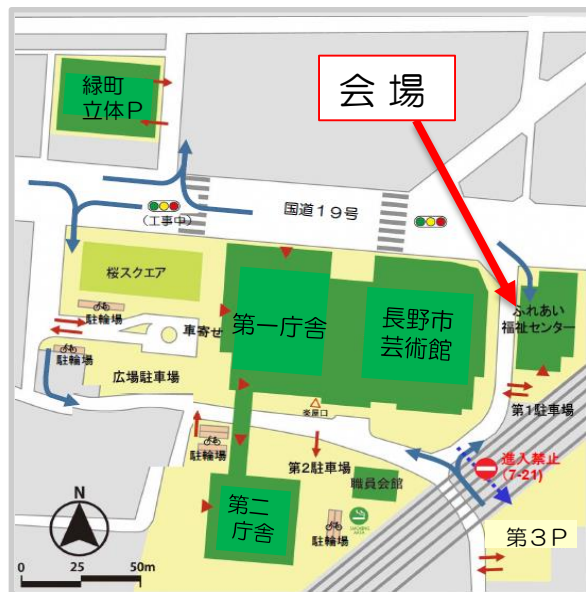 緑町
立体P
会場
国道19号
(工事中)
桜スクエア
駐輪場
車寄せ
第一庁舎
長野市
芸術館
ふれあい
福祉センター
駐輪場
広場駐車場
楽屋口
第1駐車場
駐輪場
第2駐車場
進入禁止
(7-21)
職員会館
第二
庁舎
駐輪場
第3P
N
0 25 50m